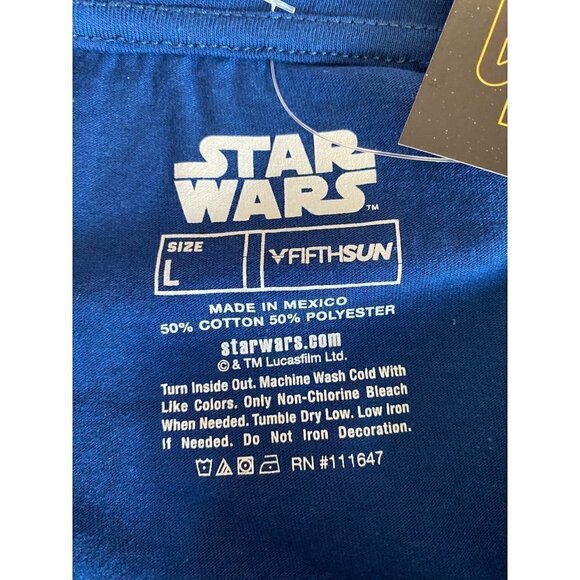 STAR
WARS™
SIZE
L
FIFTHSUN
MADE IN MEXICO
50% COTTON 50% POLYESTER
starwars.com
© & TM Lucasfilm Ltd.
Turn Inside Out. Machine Wash Cold With
Like Colors. Only Non-Chlorine Bleach
When Needed. Tumble Dry Low. Low Iron
If Needed. Do Not Iron Decoration.
RN #111647